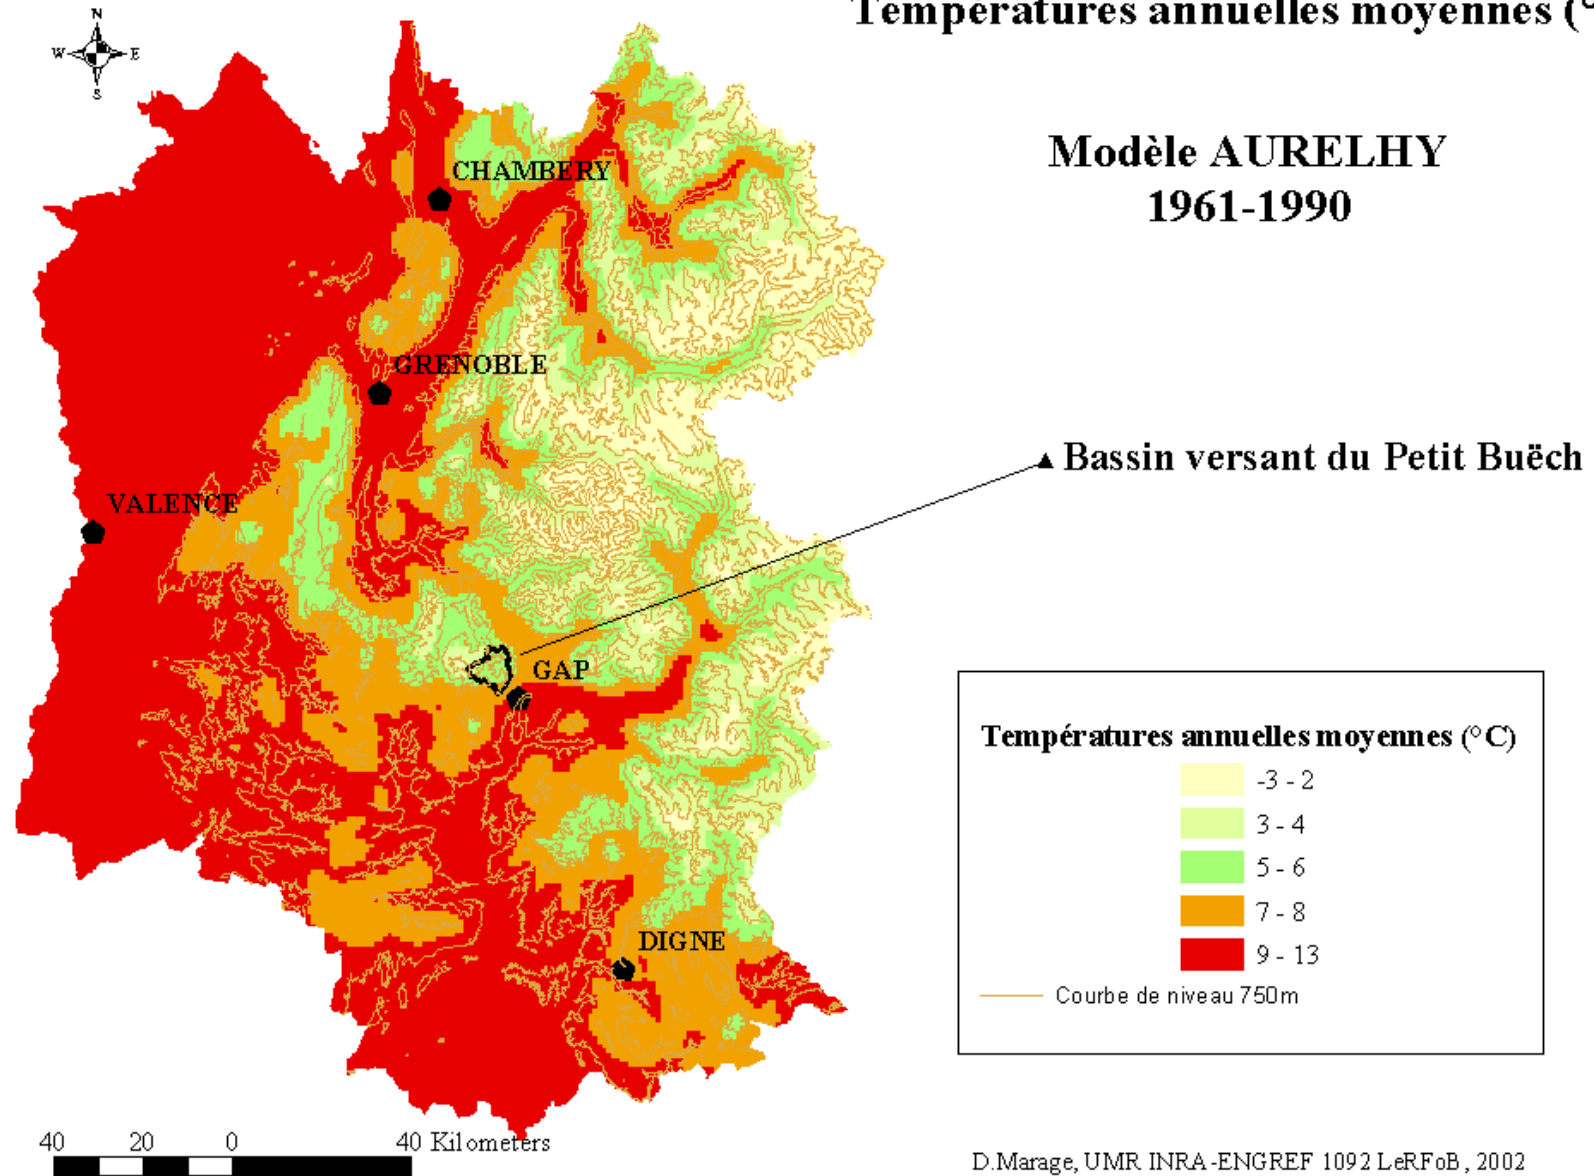 Températures annuelles moyennes (°
N
W E
S
Modèle AURELHY
1961-1990
CHAMBERY
GRENOBLE
Bassin versant du Petit Buëch
VALENCE
GAP
Températures annuelles moyennes (°C)
-3 - 2
3 - 4
5 - 6
7 - 8
9 - 13
Courbe de niveau 750m
DIGNE
40 20 0 40 Kilometers
D.Marage, UMR INRA-ENGREF 1092 LeRFoB, 2002